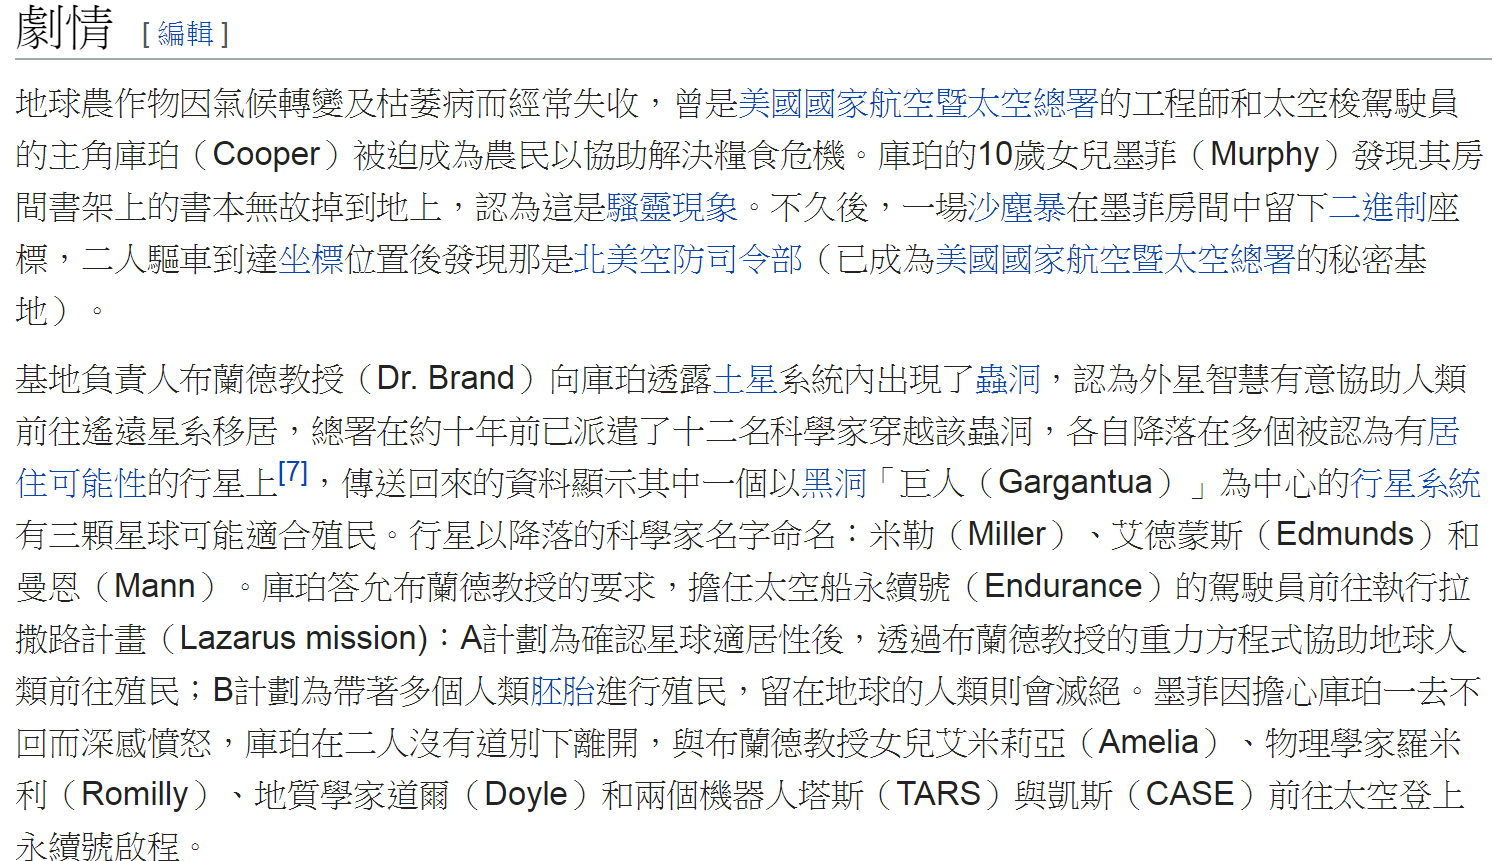 劇情 [ 編輯 ]
地球農作物因氣候轉變及枯萎病而經常失收，曾是美國國家航空暨太空總署的工程師和太空梭駕駛員
的主角庫珀（Cooper）被迫成為農民以協助解決糧食危機。庫珀的10歲女兒墨菲（Murphy）發現其房
間書架上的書本無故掉到地上，認為這是騷靈現象。不久後，一場沙塵暴在墨菲房間中留下二進制座
標，二人驅車到達坐標位置後發現那是北美空防司令部（已成為美國國家航空暨太空總署的秘密基
地）。
基地負責人布蘭德教授（Dr. Brand）向庫珀透露土星系統內出現了蟲洞，認為外星智慧有意協助人類
前往遙遠星系移居，總署在約十年前已派遣了十二名科學家穿越該蟲洞，各自降落在多個被認為有居
住可能性的行星上[7]，傳送回來的資料顯示其中一個以黑洞「巨人（Gargantua）」為中心的行星系統
有三顆星球可能適合殖民。行星以降落的科學家名字命名：米勒（Miller）、艾德蒙斯（Edmunds）和
曼恩（Mann）。庫珀答允布蘭德教授的要求，擔任太空船永續號（Endurance）的駕駛員前往執行拉
撒路計畫（Lazarus mission)：A計劃為確認星球適居性後，透過布蘭德教授的重力方程式協助地球人
類前往殖民；B計劃為帶著多個人類胚胎進行殖民，留在地球的人類則會滅絕。墨菲因擔心庫珀一去不
回而深感憤怒，庫珀在二人沒有道別下離開，與布蘭德教授女兒艾米莉亞（Amelia）、物理學家羅米
利（Romilly）、地質學家道爾（Doyle）和兩個機器人塔斯（TARS）與凱斯（CASE）前往太空登上
永續號啟程。